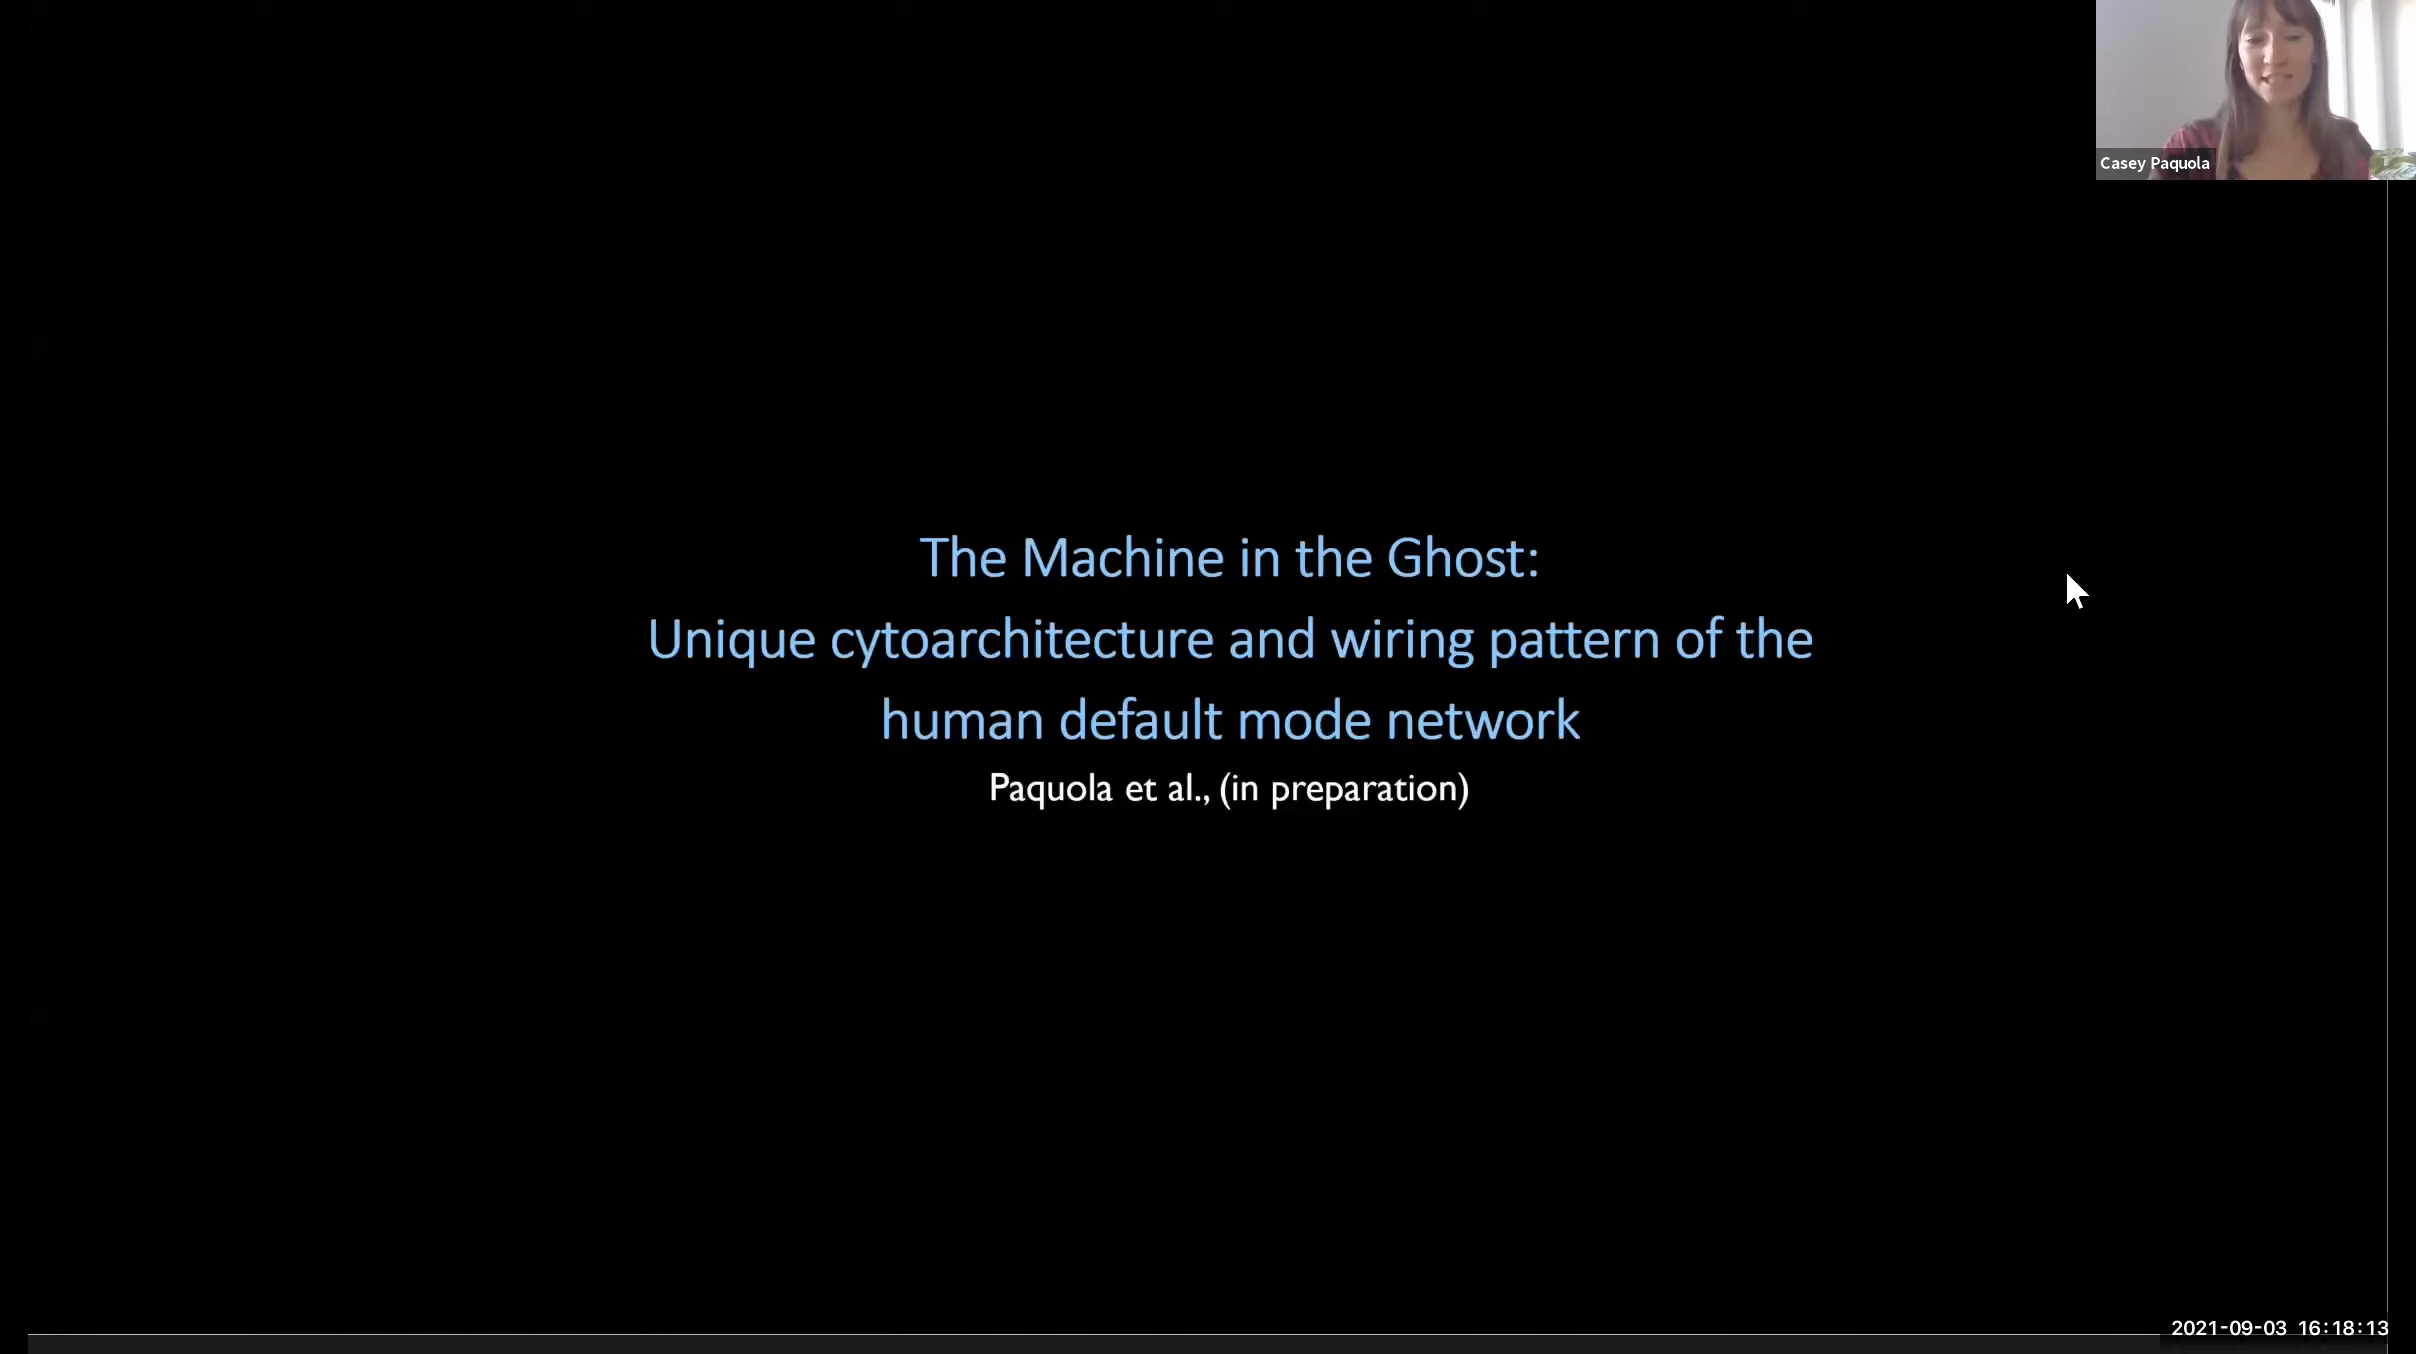 Casey Paquola
The Machine in the Ghost:
Unique cytoarchitecture and wiring pattern of the
human default mode network
Paquola et al., (in preparation)
2021-09-03 16:18:13